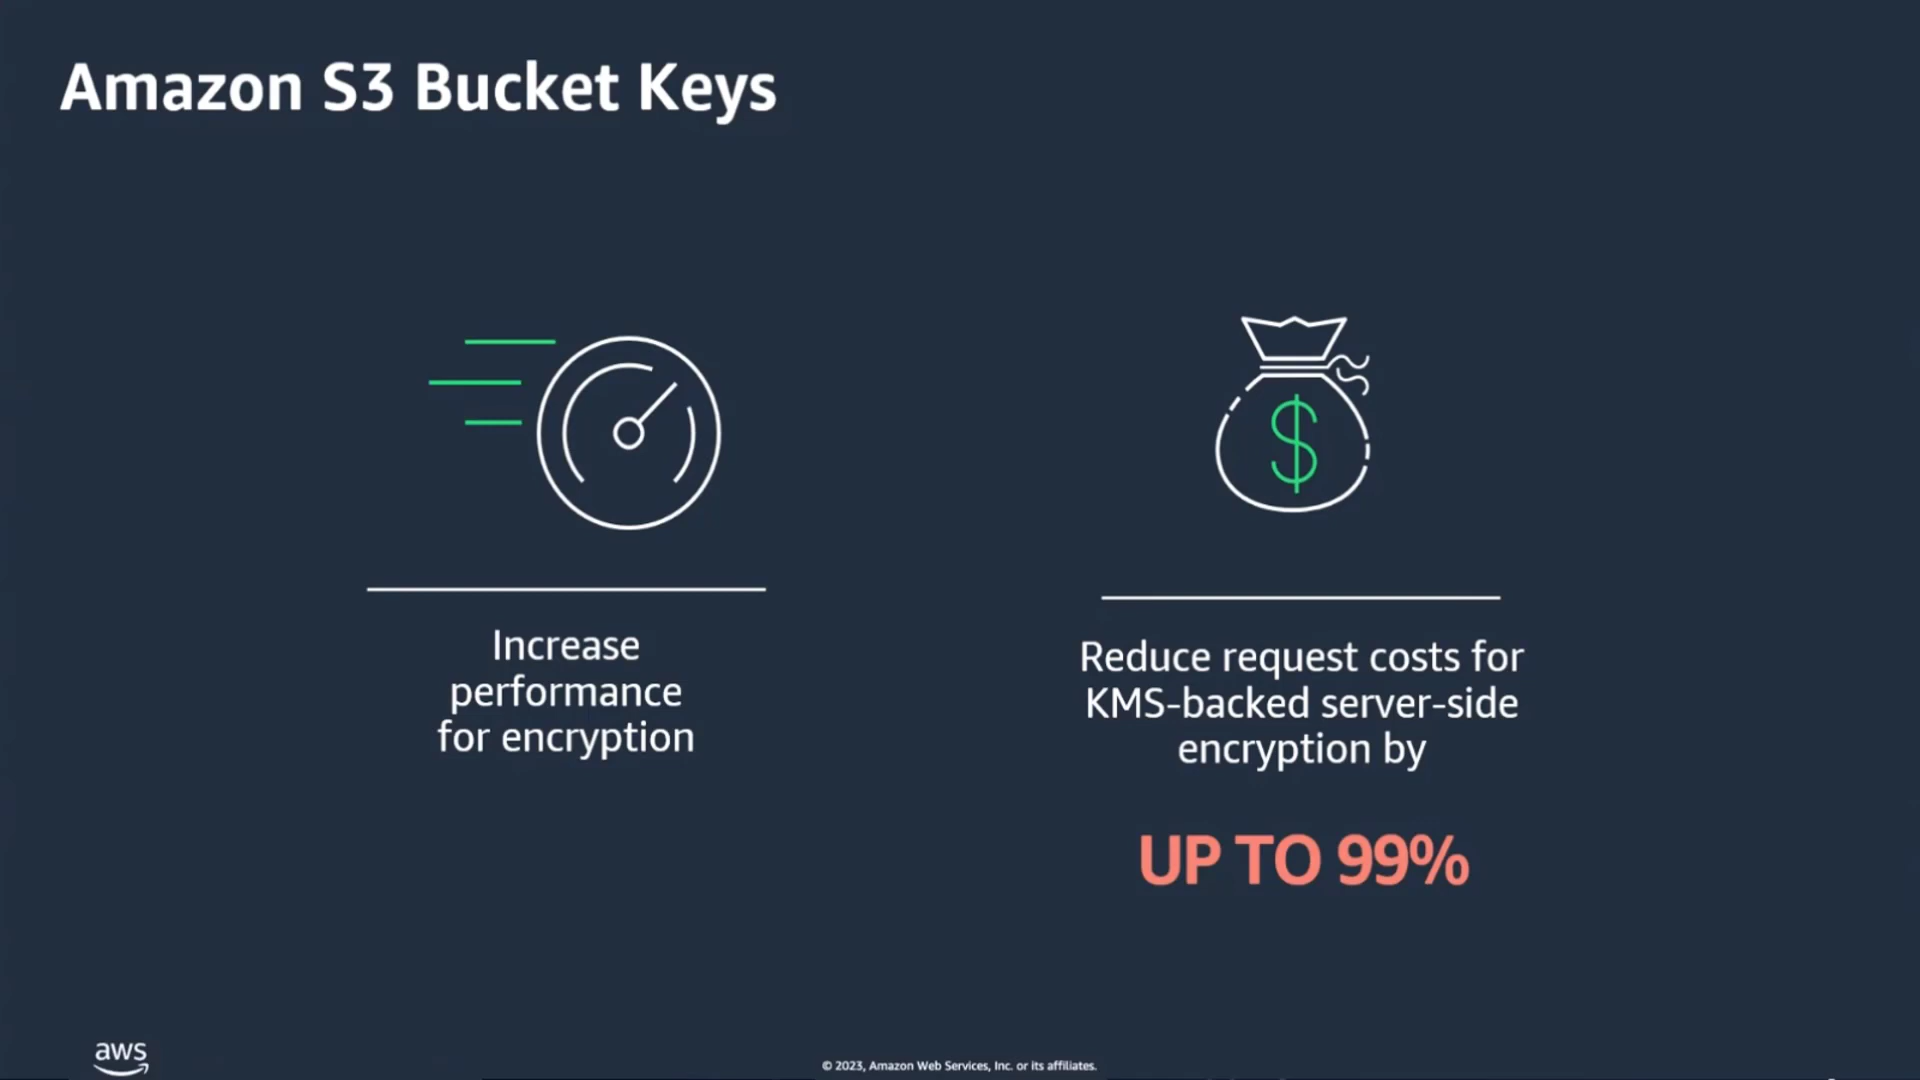 Amazon S3 Bucket Keys
$
Increase
performance
for encryption
Reduce request costs for
KMS-backed server-side
encryption by
UP TO 99%
aws
© 2023, Amazon Web Services, Inc. or its affiliates.